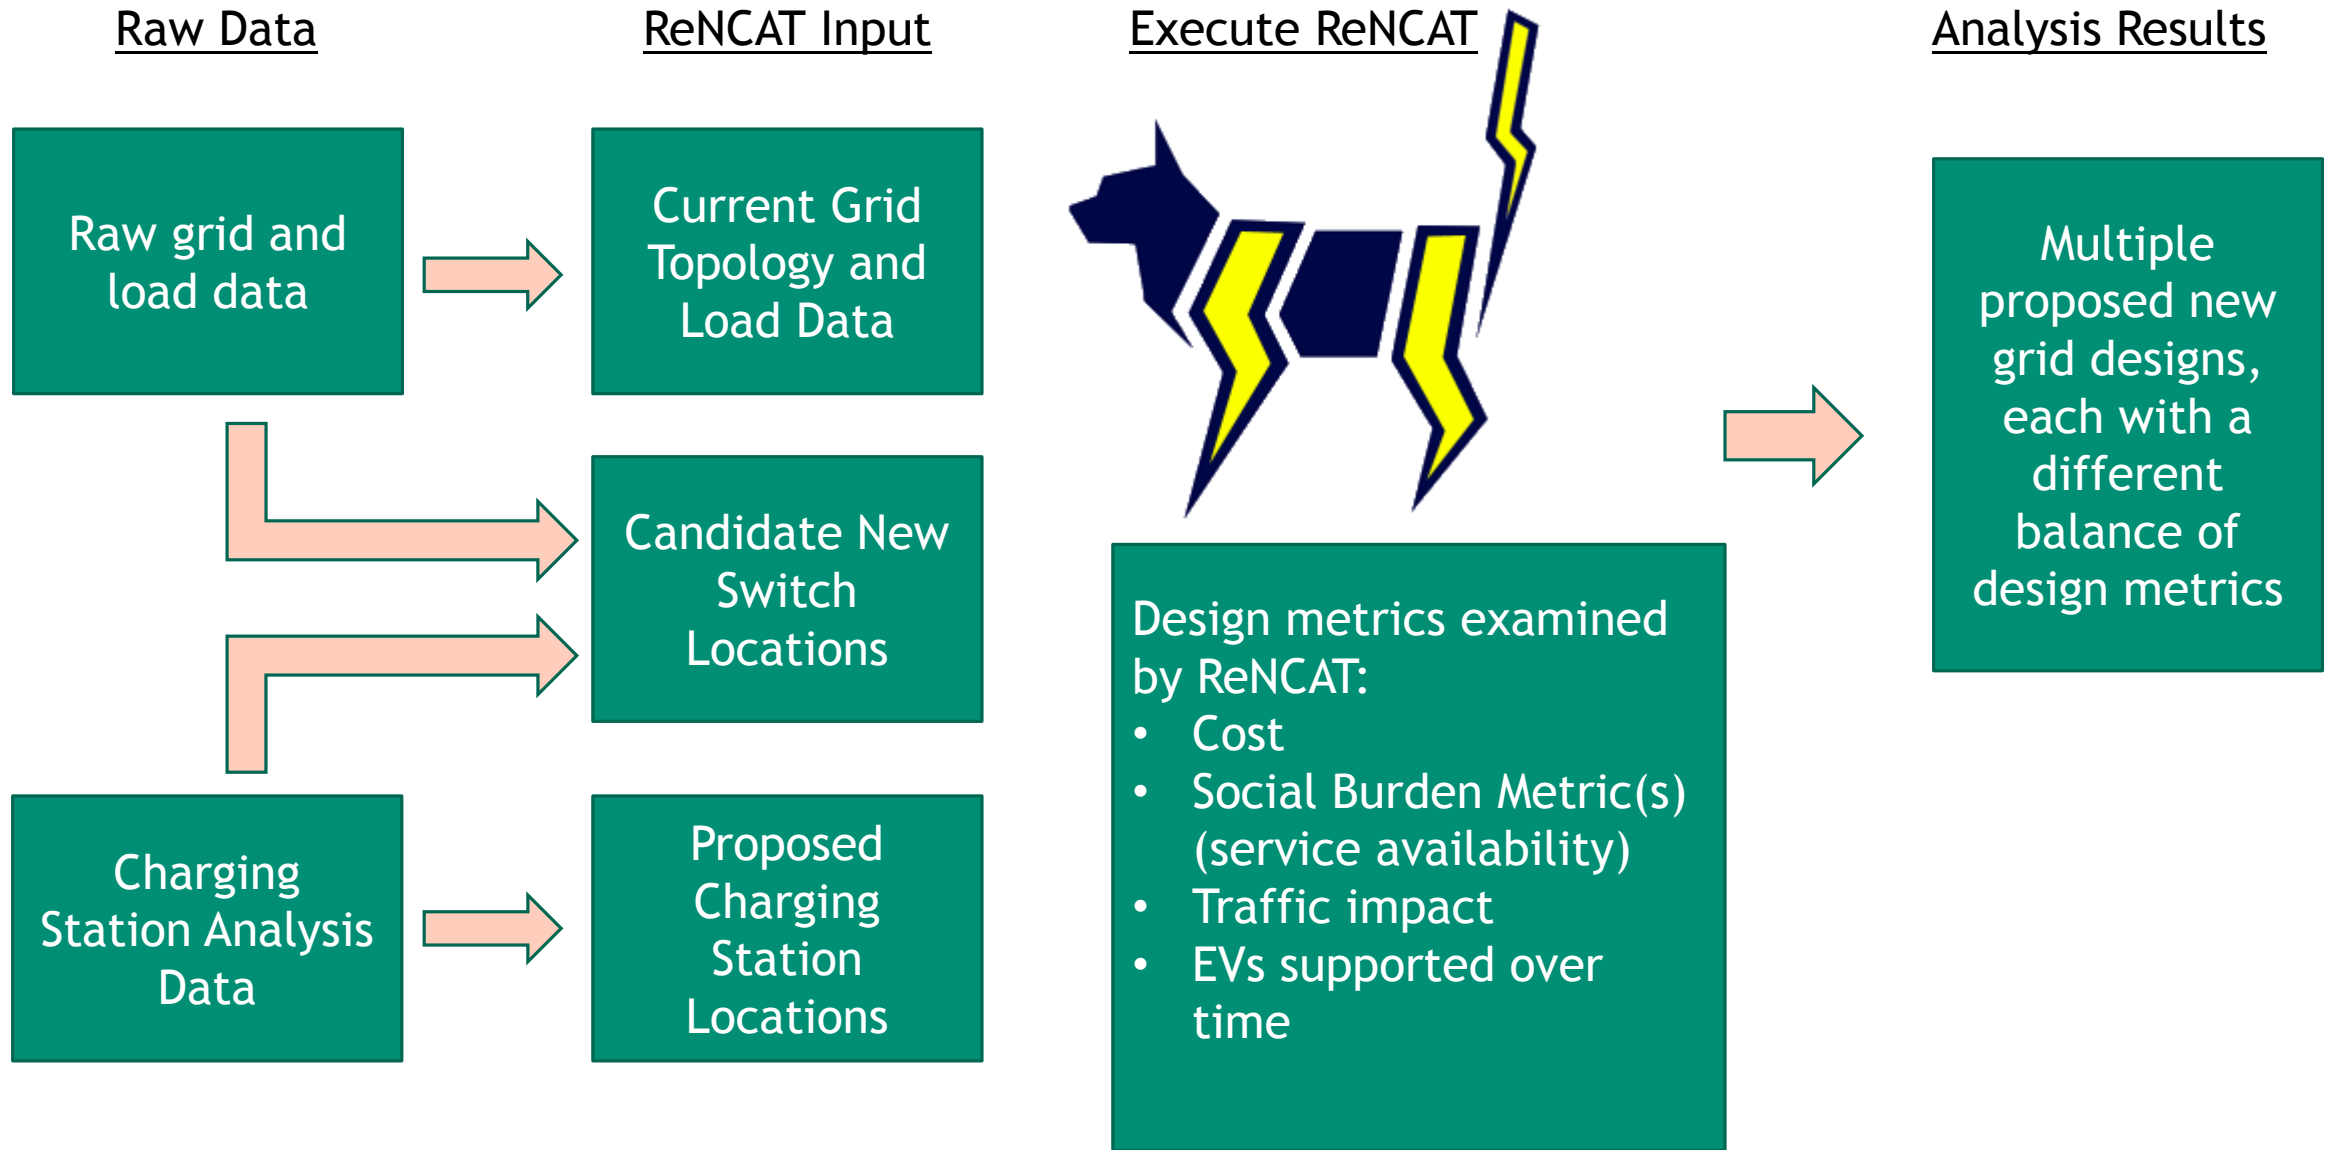 Raw Data
ReNCAT Input
Execute ReNCAT
Analysis Results
Raw grid and
load data
Current Grid
Topology and
Load Data
Candidate New
Switch
Locations
Charging
Station Analysis
Data
Proposed
Charging
Station
Locations
Design metrics examined
by ReNCAT:
• Cost
• Social Burden Metric(s)
(service availability)
• Traffic impact
• EVs supported over
time
Multiple
proposed new
grid designs,
each with a
different
balance of
design metrics